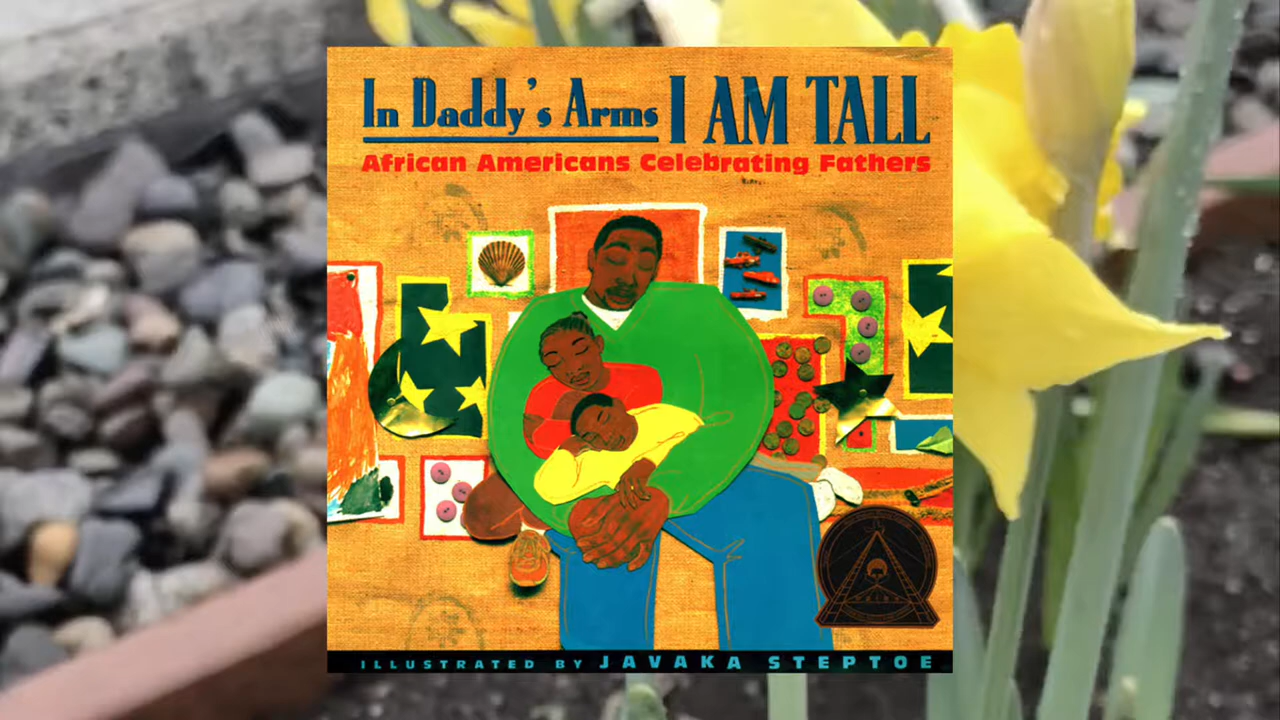 In Daddy's Arms I AM TALL
African Americans Celebrating Fathers
ILLUSTRATED BY JAVAKA STEPTOE